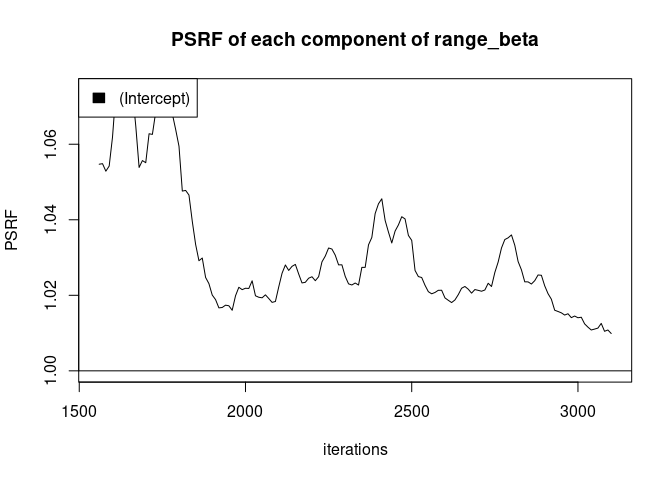 PSRF of each component of range_beta
(Intercept)
PSRF
1.06
1.04
1.02
1.00
1500 2000 2500 3000
iterations